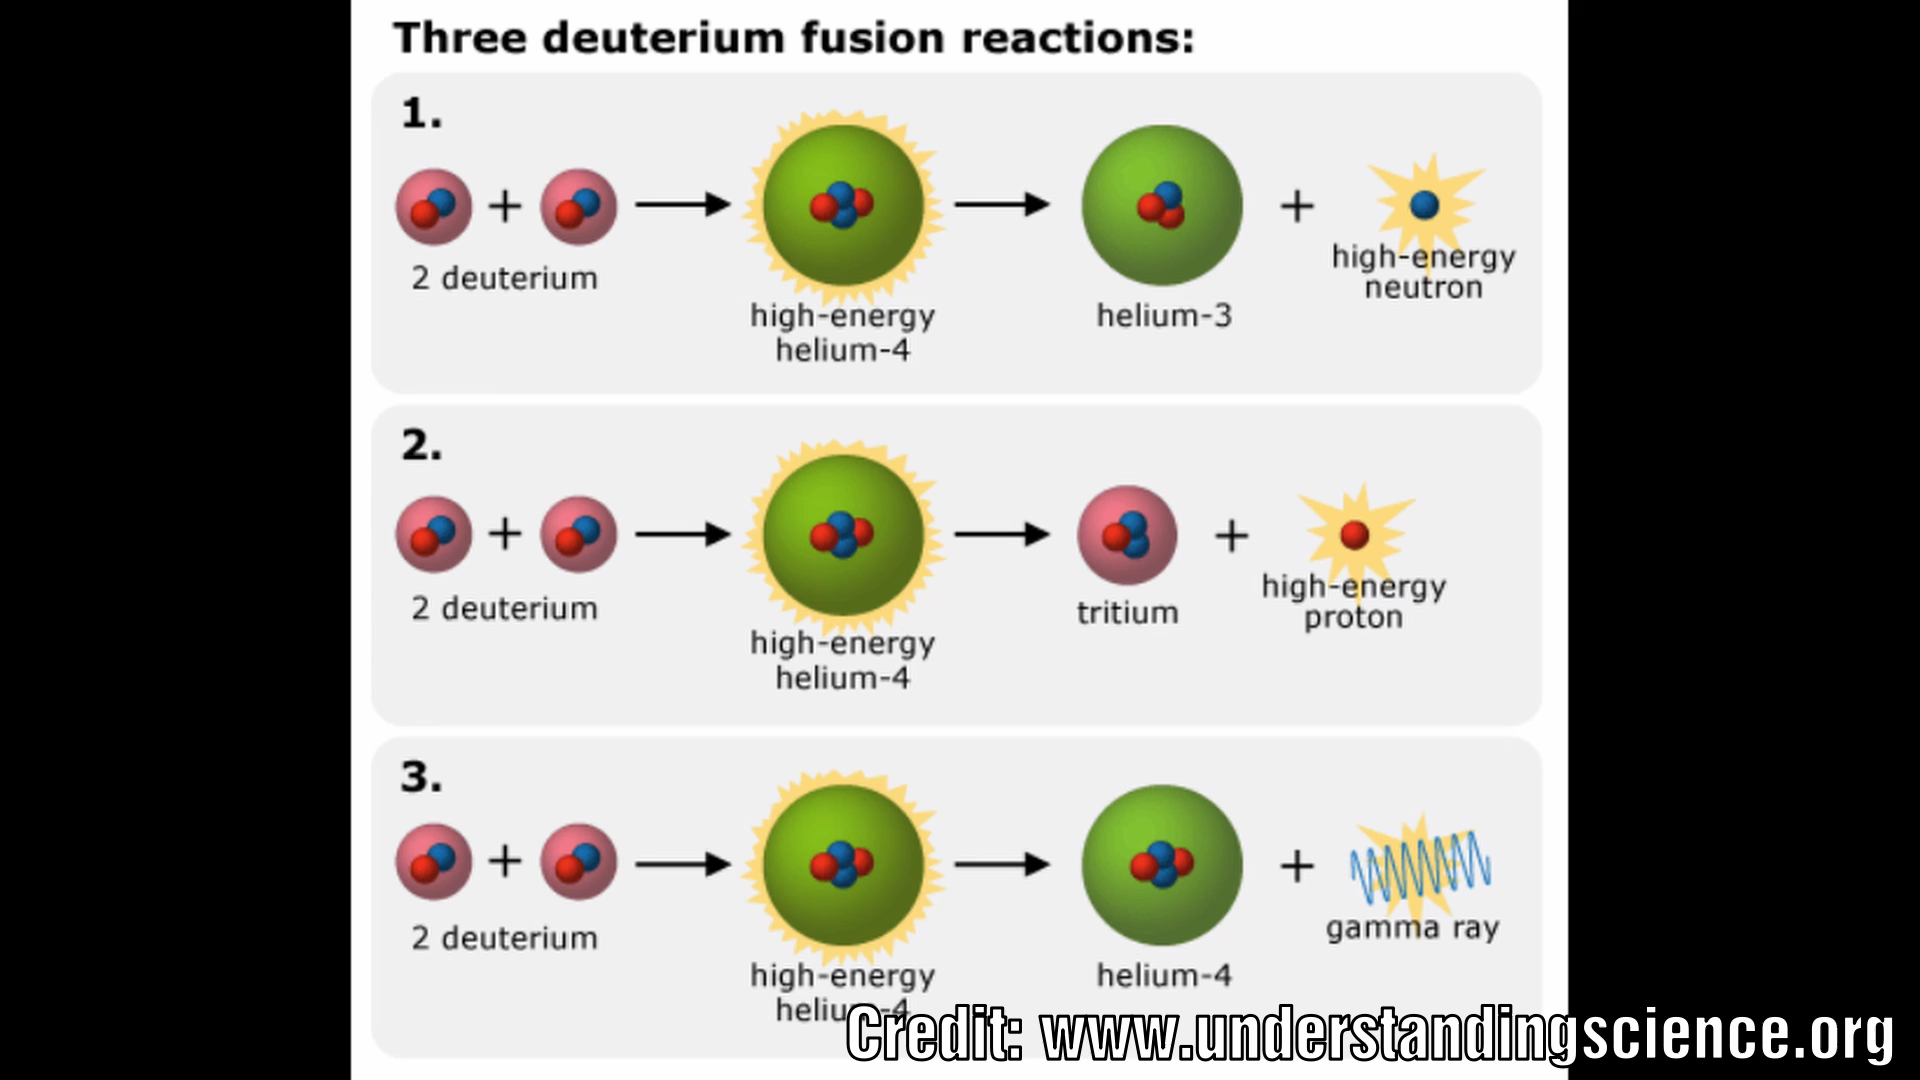 Three deuterium fusion reactions:
1.
+
+
2 deuterium
high-energy
helium-4
helium-3
high-energy
neutron
2.
+
+
2 deuterium
high-energy
helium-4
tritium
high-energy
proton
3.
+
+
2 deuterium
high-energy
helium-4
helium-4
gamma ray
Credit: www.understandingscience.org